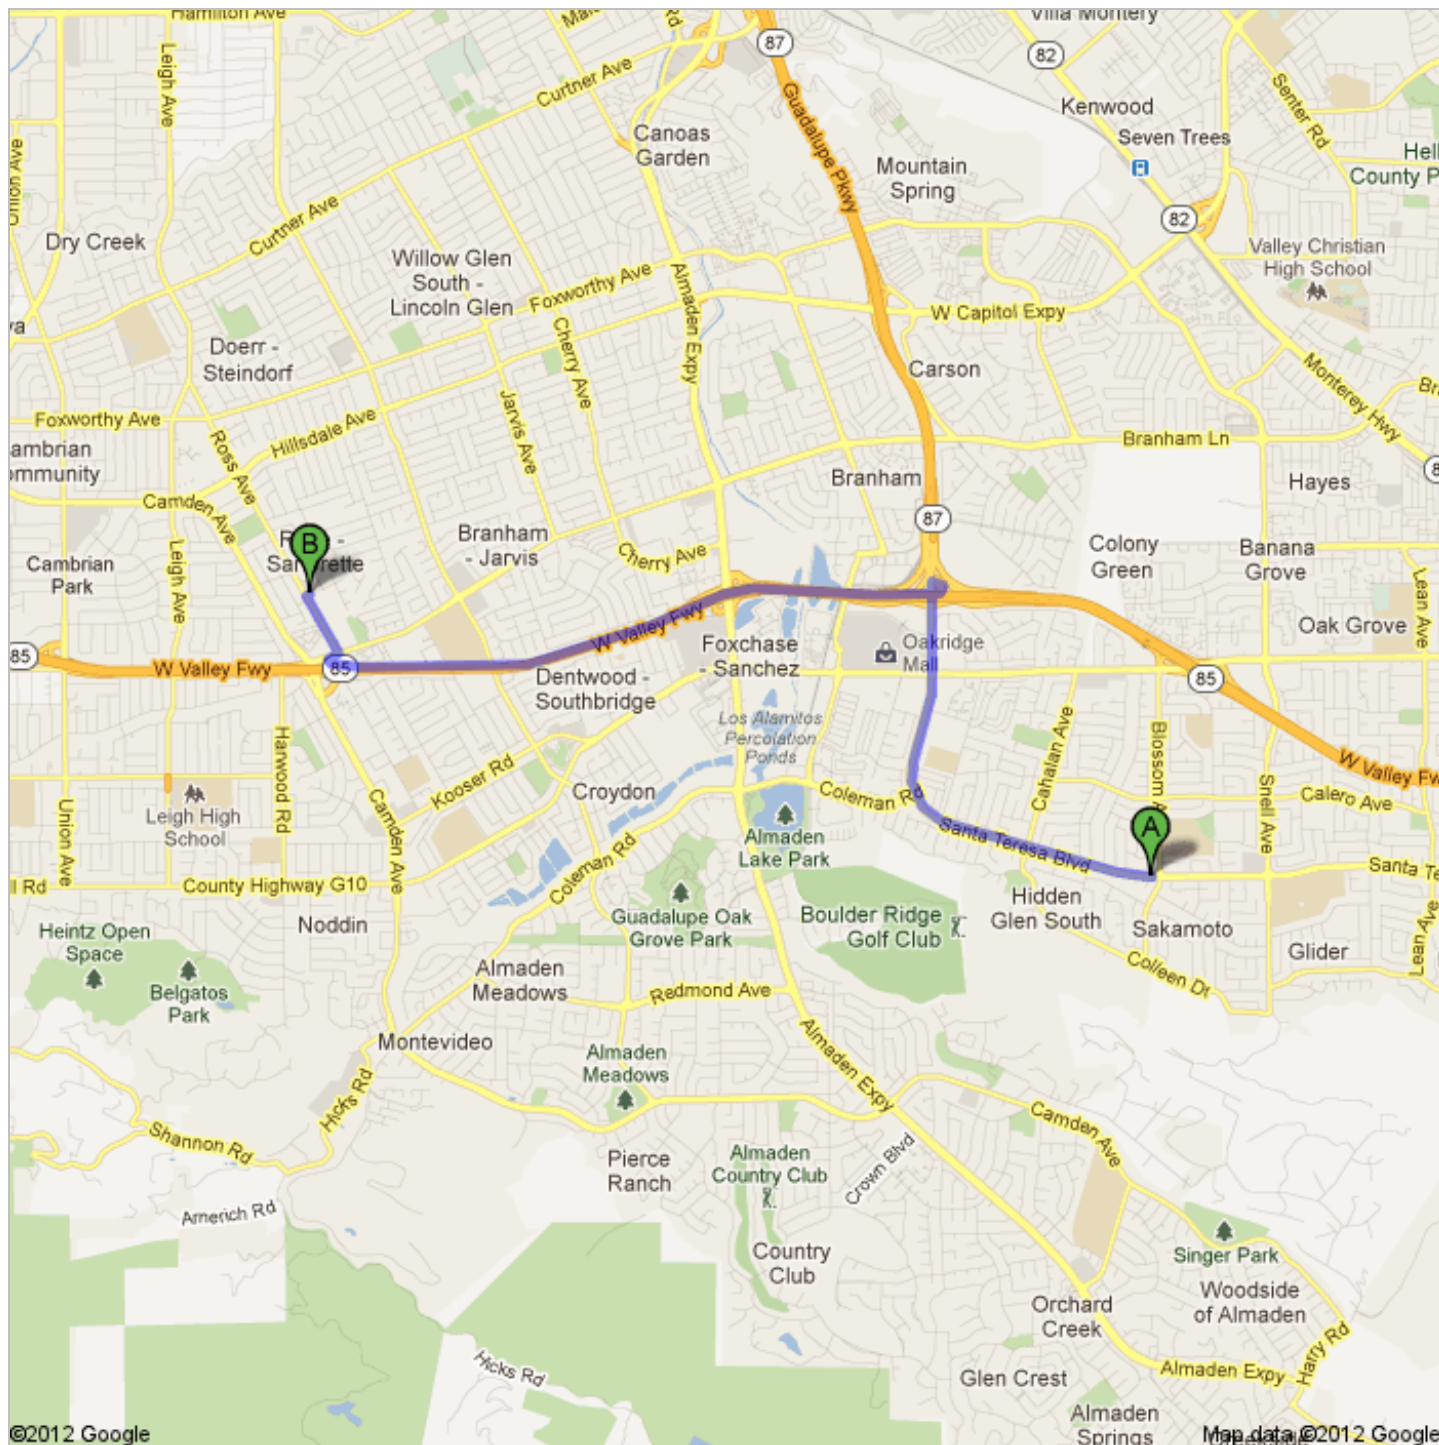 Hamilton Ave
Villa Montery
87
82
Leigh Ave
Curtner Ave
Kenwood
Senter Rd
Guadalupe Pkwy
Canoas
Garden
Seven Trees
Mountain
Spring
Hell
County P
Union Ave
82
Dry Creek
Curtner Ave
Valley Christian
High School
Willow Glen
South -
Lincoln Glen
Foxworthy Ave
Almaden Expy
W Capitol Expy
Doerr -
Steindorf
Cherry Ave
Carson
Monterey Hwy
Jarvis Ave
Foxworthy Ave
Hillsdale Ave
Branham Ln
Ross Ave
Branham
Hayes
Camden Ave
87
Branham
- Jarvis
Cherry Ave
Colony
Green
Banana
Grove
B
Cambrian
Park
Leigh Ave
Lean Ave
Oak Grove
W Valley Fwy
Foxchase
- Sanchez
Oakridge
Mall
85
W Valley Fwy
85
85
Dentwood -
Southbridge
Los Alamitos
Percolation
Ponds
Cahalan Ave
Harwood Rd
Kooser Rd
Croydon
Coleman Rd
Snell Ave
Calero Ave
Leigh High
School
Union Ave
Camden Ave
Almaden
Lake Park
Santa Teresa Blvd
A
Coleman Rd
County Highway G10
Hidden
Glen South
Guadalupe Oak
Grove Park
Boulder Ridge
Golf Club
Sakamoto
Noddin
Heintz Open
Space
Glider
Lean Ave
Colleen Dr
Almaden
Meadows
Belgatos
Park
Redmond Ave
Montevideo
Almaden
Meadows
Almaden Expy
Hicks Rd
Camden Ave
Shannon Rd
Pierce
Ranch
Almaden
Country Club
Crown Blvd
Arnerich Rd
Country
Club
Singer Park
Woodside
of Almaden
Orchard
Creek
Harry Rd
Hicks Rd
Glen Crest
Almaden Expy
Almaden
Springs
©2012 Google
Map data ©2012 Google